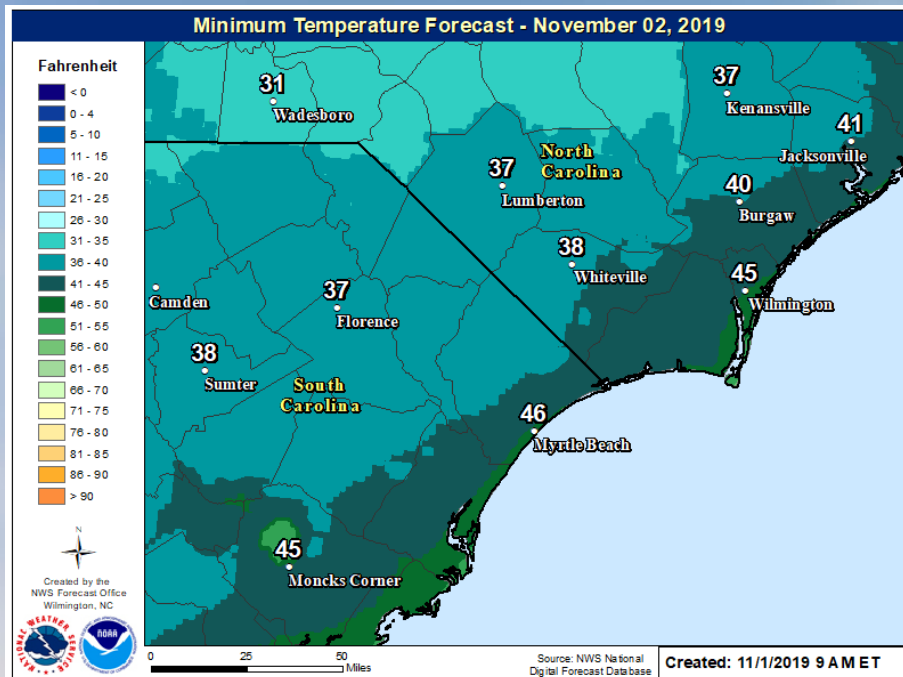 Minimum Temperature Forecast - November 02, 2019
Fahrenheit
< 0
0 - 4
5 - 10
11 - 15
16 - 20
21 - 25
26 - 30
31 - 35
36 - 40
41 - 45
46 - 50
51 - 55
56 - 60
61 - 65
66 - 70
71 - 75
76 - 80
81 - 85
86 - 90
> 90
N
Created by the
NWS Forecast Office
Wilmington, NC
NATIONAL WEATHER SERVICE
NOAA
31
Wadesboro
37
Kenansville
41
Jacksonville
North
Carolina
37
Lumberton
40
Burgaw
38
Whiteville
45
Wilmington
Camden
37
Florence
38
Sumter
South
Carolina
46
Myrtle Beach
45
Moncks Corner
0 25 50
Miles
Source: NWS National
Digital Forecast Database
Created: 11/1/2019 9 AM ET